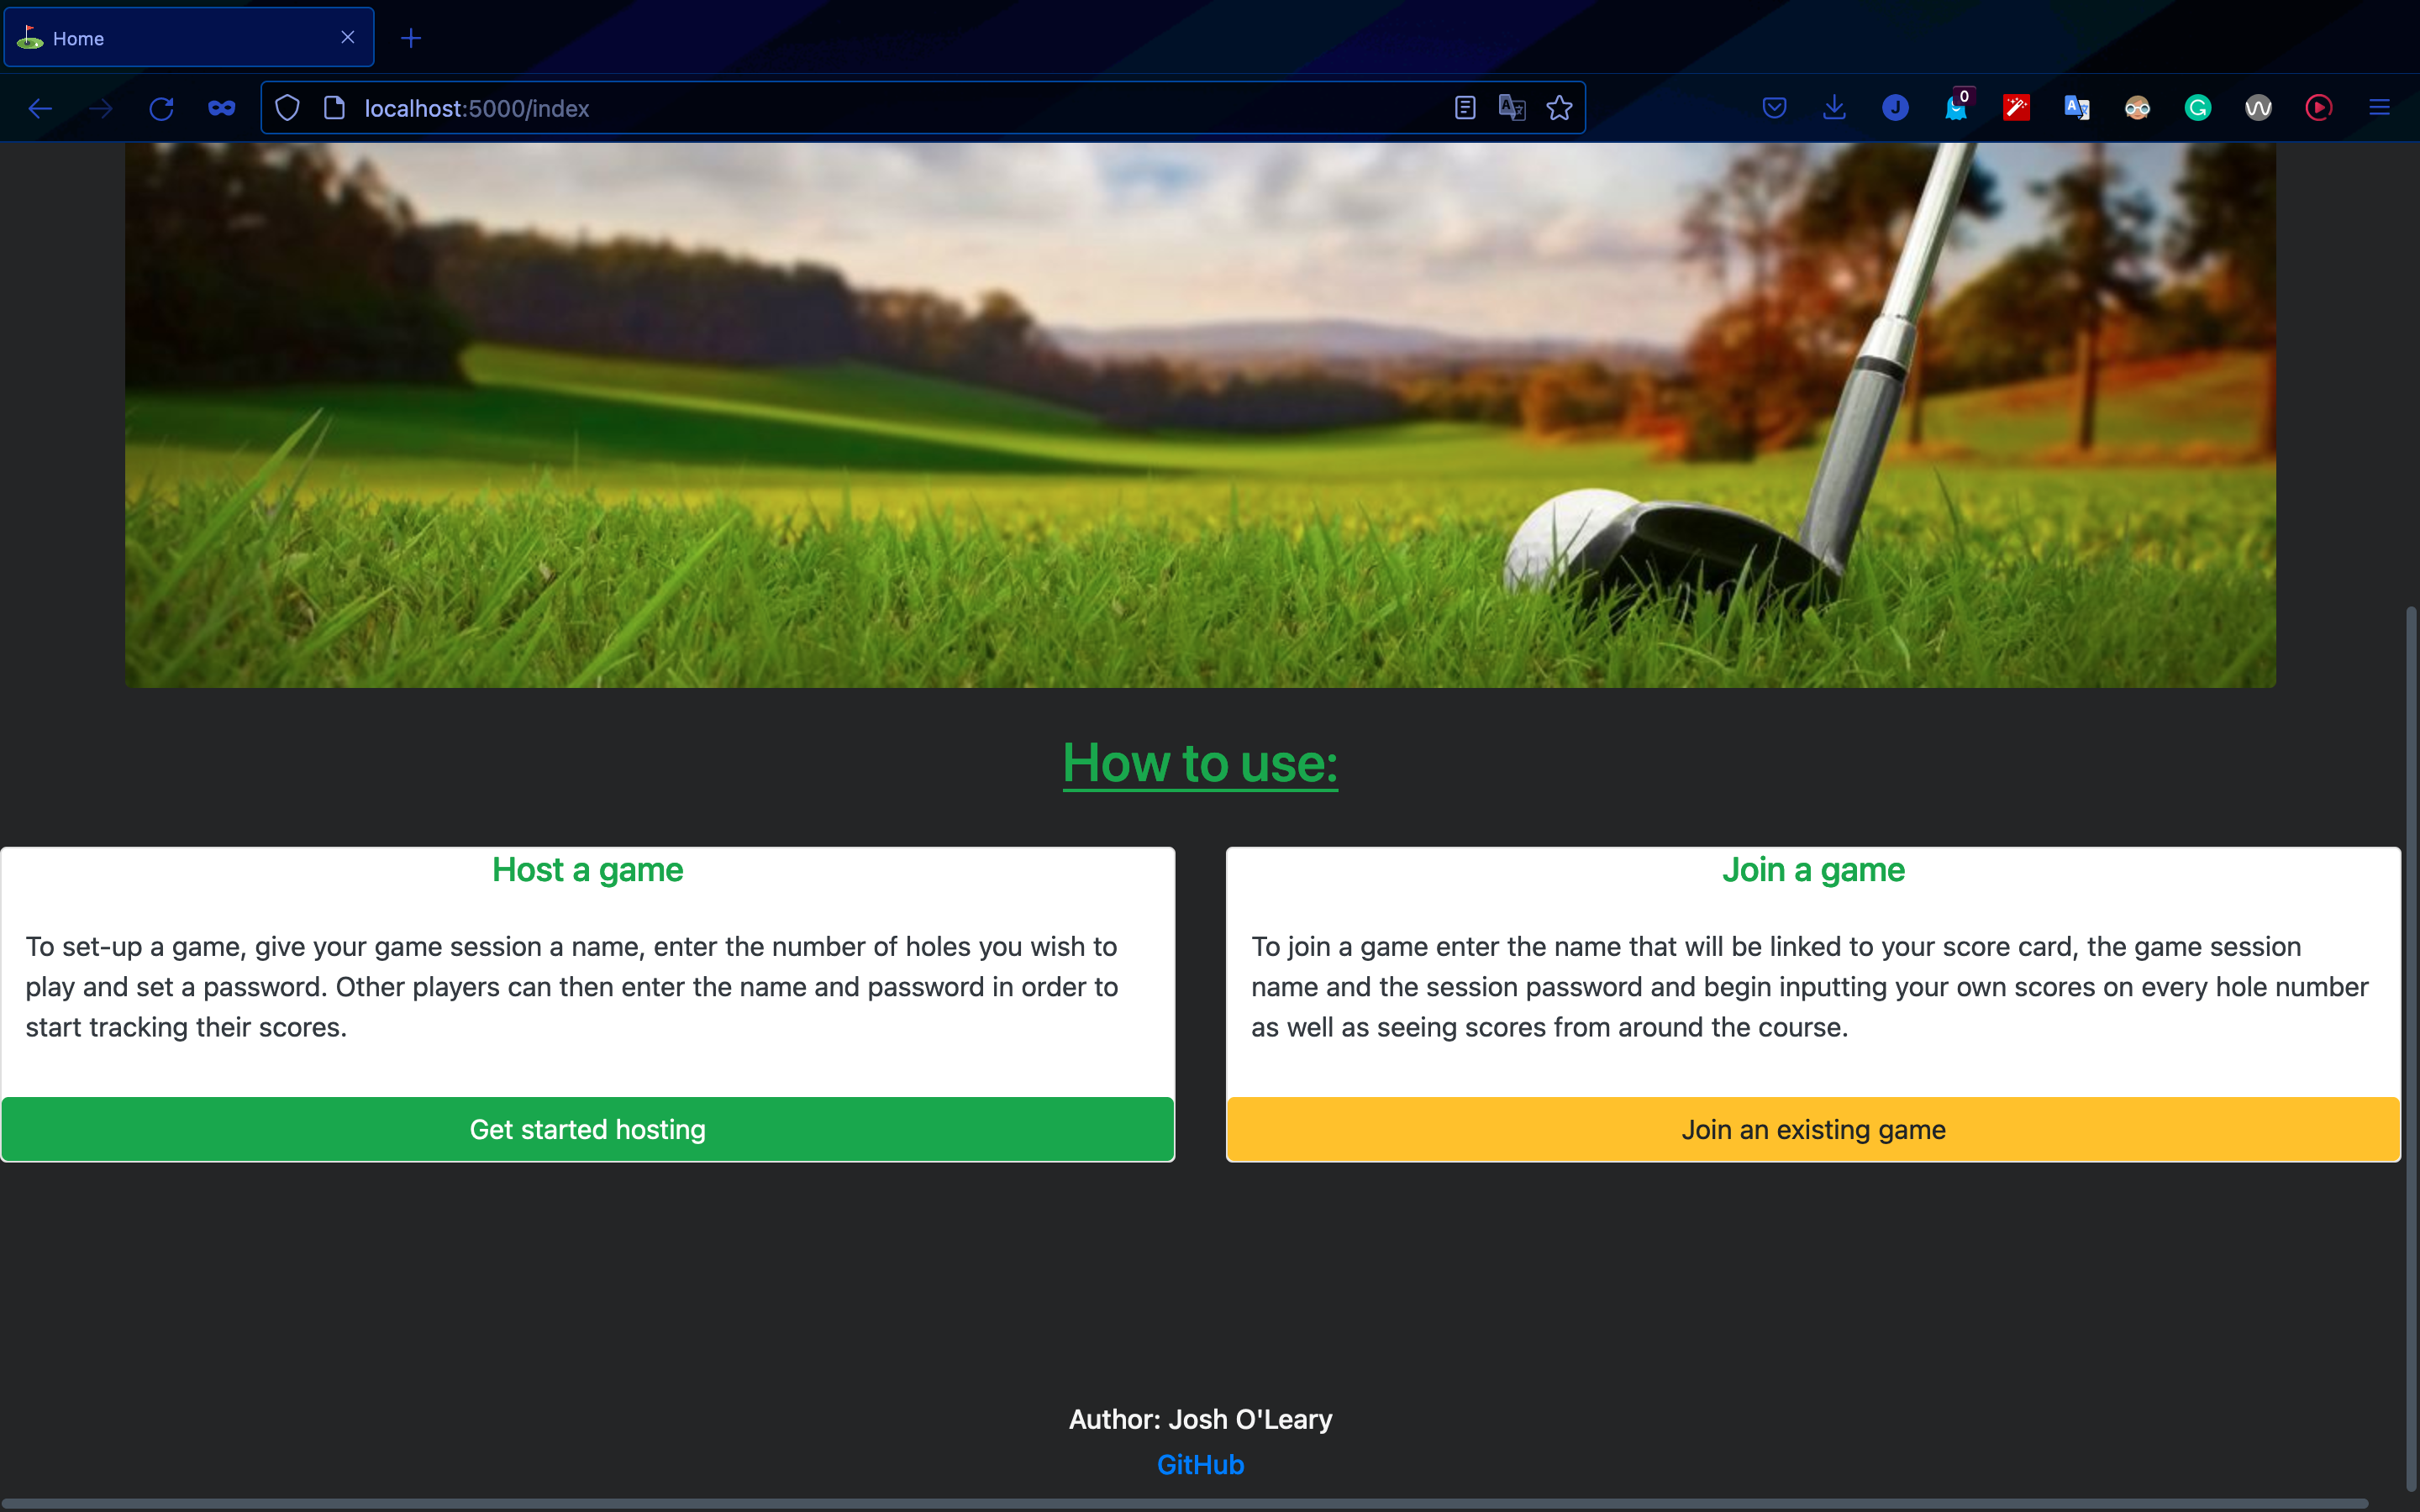 Home
localhost:5000/index
J
0
G
How to use:
Host a game
To set-up a game, give your game session a name, enter the number of holes you wish to
play and set a password. Other players can then enter the name and password in order to
start tracking their scores.
Get started hosting
Join a game
To join a game enter the name that will be linked to your score card, the game session
name and the session password and begin inputting your own scores on every hole number
as well as seeing scores from around the course.
Join an existing game
Author: Josh O'Leary
GitHub